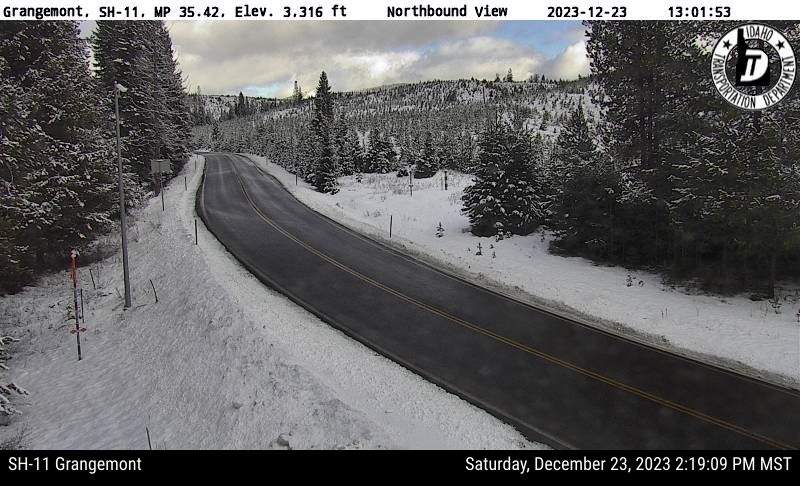 Grangemont, SH-11, MP 35.42, Elev. 3,316 ft Northbound View 2023-12-23 13:01:53
IDAHO
TRANSPORTATION DEPARTMENT
SH-11 Grangemont Saturday, December 23, 2023 2:19:09 PM MST